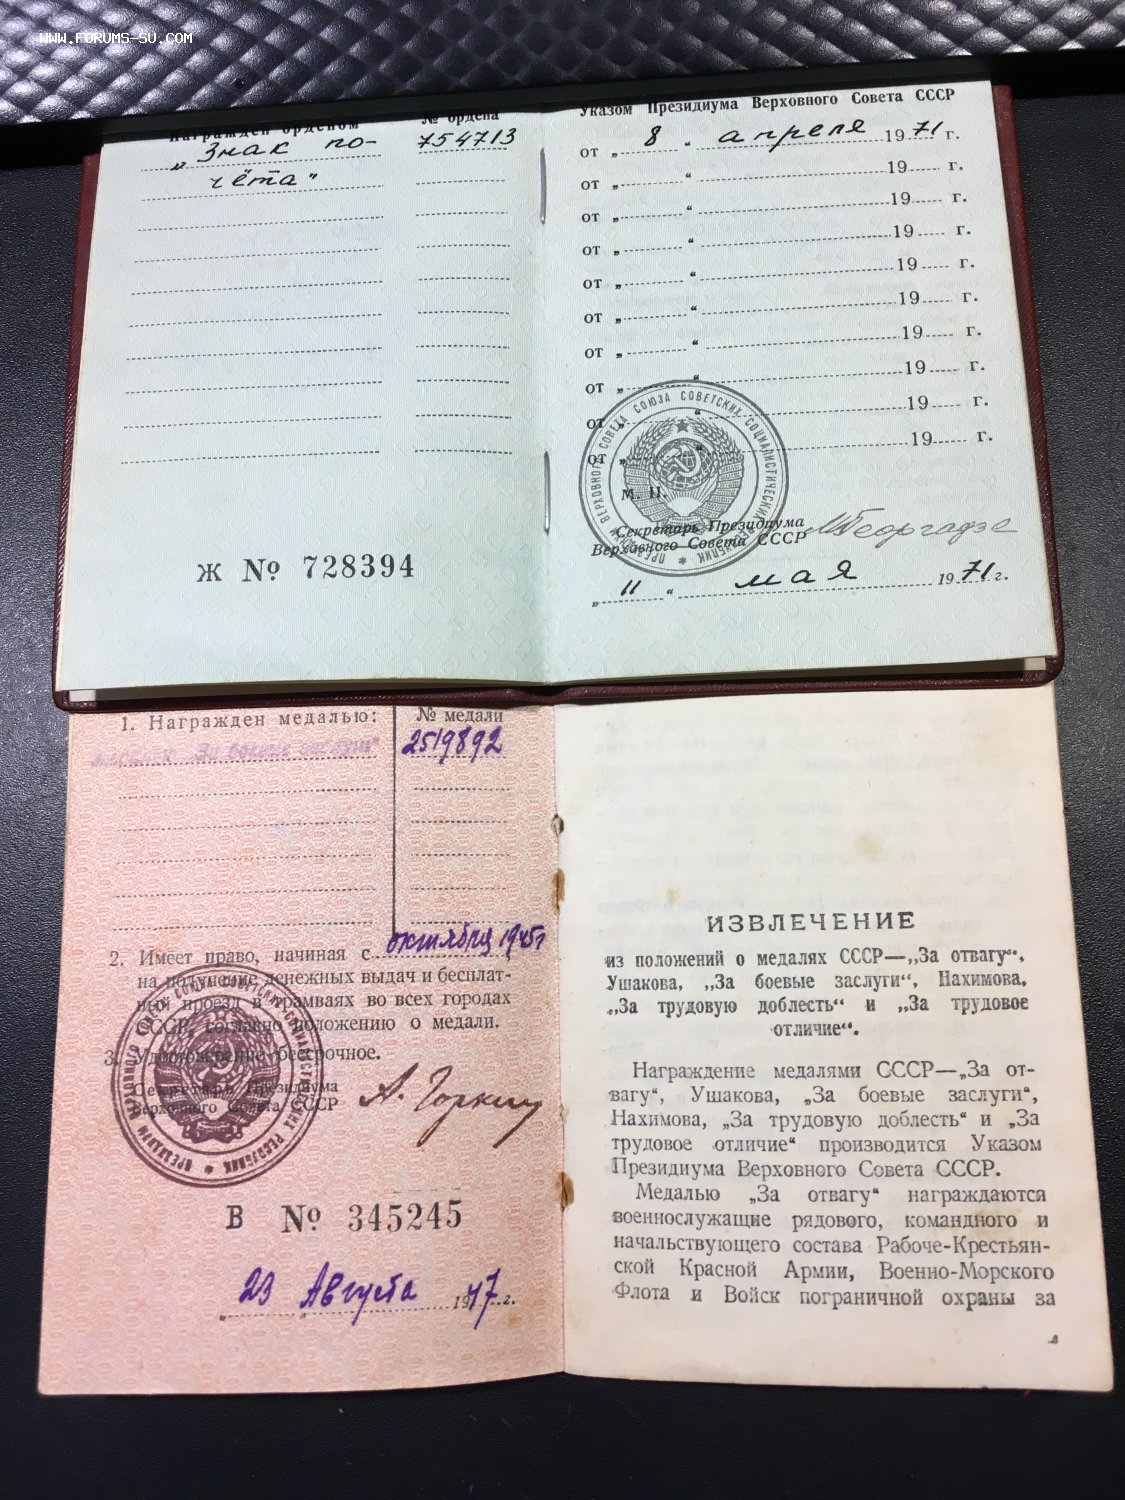 WWW.FORUMS-SU.COM
Награжден орденом
№ ордена
„Знак по-
754713
чёта"
Указом Президиума Верховного Совета СССР
от „ 8 “ апреля 1971 г.
от „ “ 19 г.
от „ “ 19 г.
от „ “ 19 г.
от „ “ 19 г.
от „ “ 19 г.
от „ “ 19 г.
от „ “ 19 г.
от „ “ 19 г.
от „ “ 19 г.
ПРЕЗИДИУМ ВЕРХОВНОГО СОВЕТА СОЮЗА СОВЕТСКИХ СОЦИАЛИСТИЧЕСКИХ РЕСПУБЛИК
М. П.
Секретарь Президиума
Верховного Совета СССР
МГеоргадзе
„ 11 “ мая 1971 г.
Ж № 728394
1. Награжден медалью:
№ медали
„За боевые заслуги"
2519892
2. Имеет право, начиная с октября 1945 г
на получение денежных выдач и бесплат-
ный проезд в трамваях во всех городах
СССР, согласно положению о медали.
3. Удостоверение бессрочное.
Секретарь Президиума
Верховного Совета СССР
А. Горкин
В № 345245
„ 23 „ Августа 1947 г.
ИЗВЛЕЧЕНИЕ
из положений о медалях СССР—„За отвагу“,
Ушакова, „За боевые заслуги“, Нахимова,
„За трудовую доблесть“ и „За трудовое
отличие“.
Награждение медалями СССР—„За от-
вагу“, Ушакова, „За боевые заслуги“,
Нахимова, „За трудовую доблесть“ и „За
трудовое отличие“ производится Указом
Президиума Верховного Совета СССР.
Медалью „За отвагу“ награждаются
военнослужащие рядового, командного и
начальствующего состава Рабоче-Крестьян-
ской Красной Армии, Военно-Морского
Флота и Войск пограничной охраны за